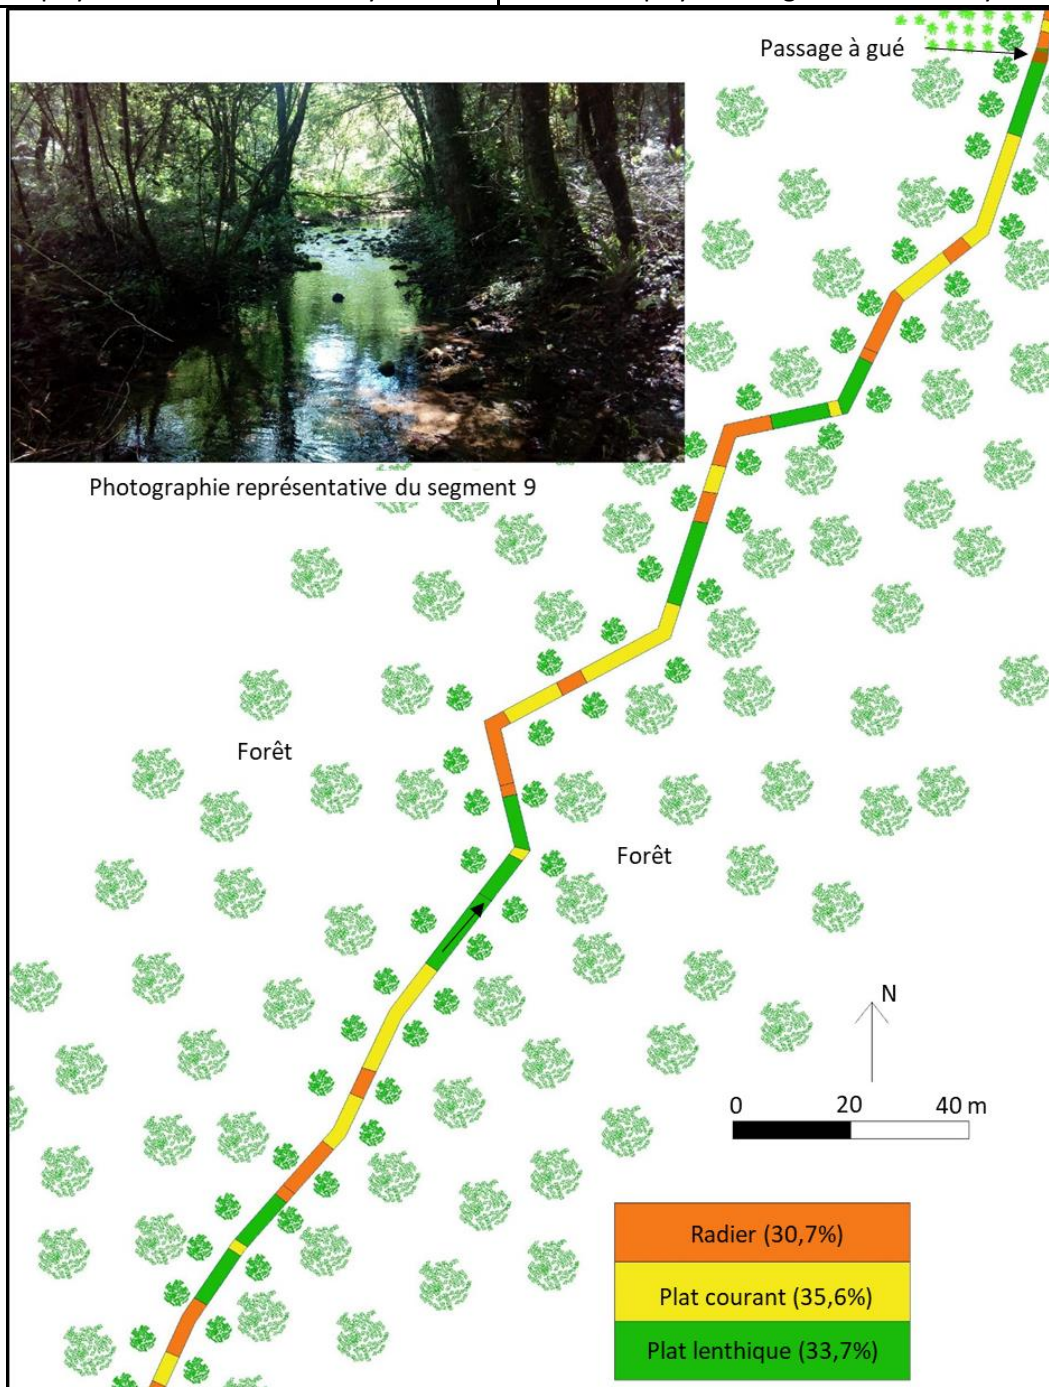 Passage à gué
Photographie représentative du segment 9
Forêt
Forêt
N
0 20 40 m
Radier (30,7%)
Plat courant (35,6%)
Plat lenthique (33,7%)